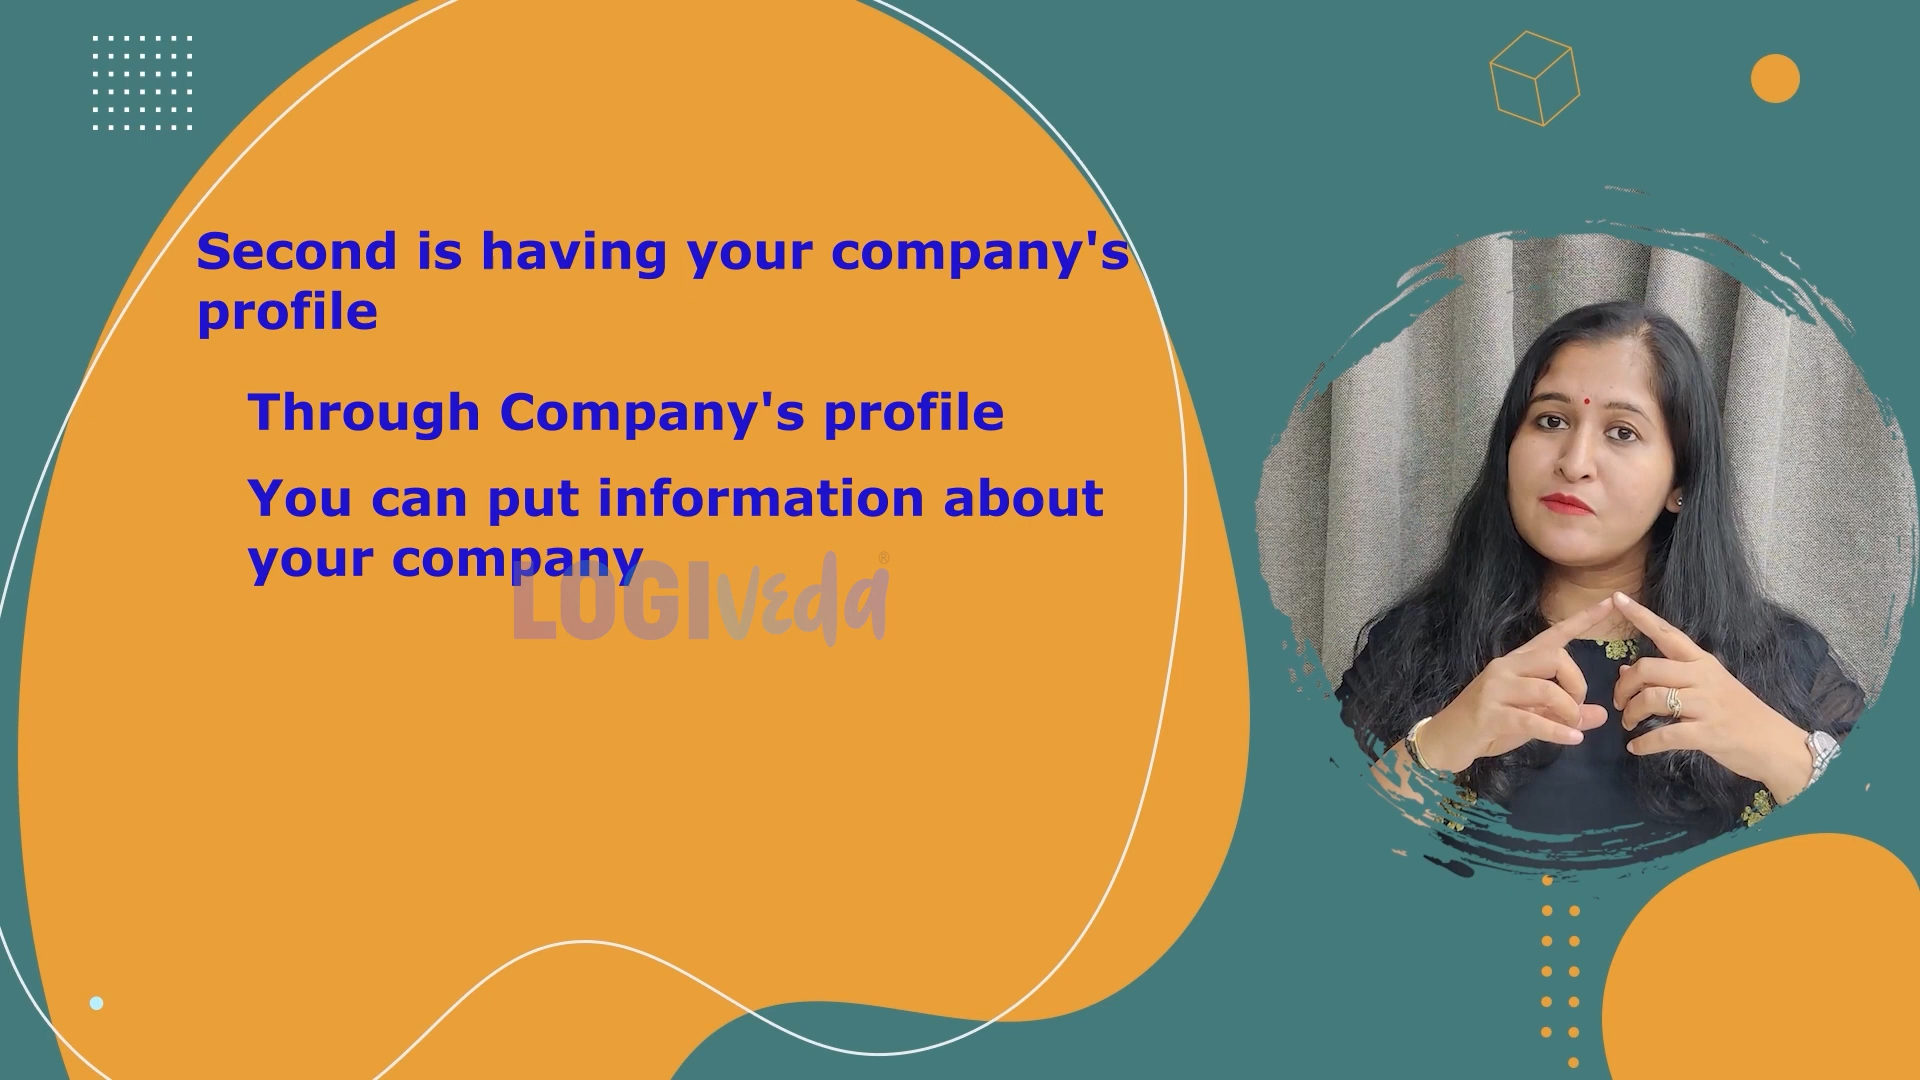 Second is having your company's
profile
Through Company's profile
You can put information about
your company
LOGIveda®